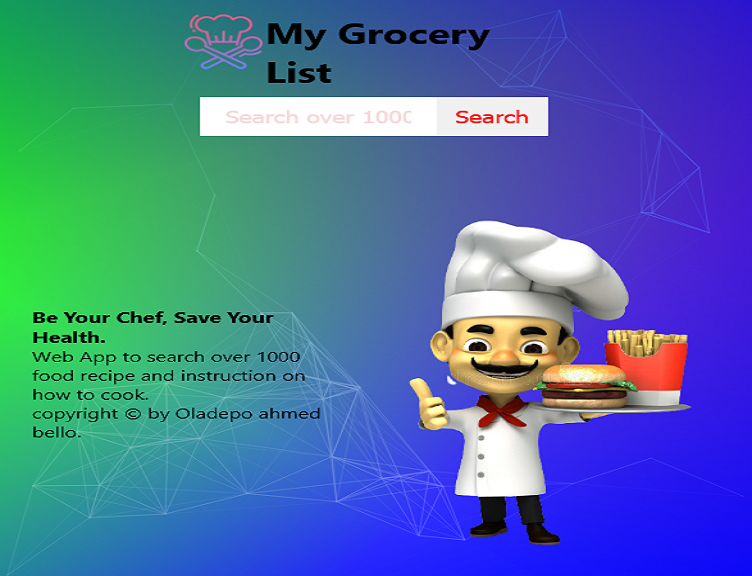 My Grocery
List
Search over 1000
Search
Be Your Chef, Save Your
Health.
Web App to search over 1000
food recipe and instruction on
how to cook.
copyright © by Oladepo ahmed
bello.